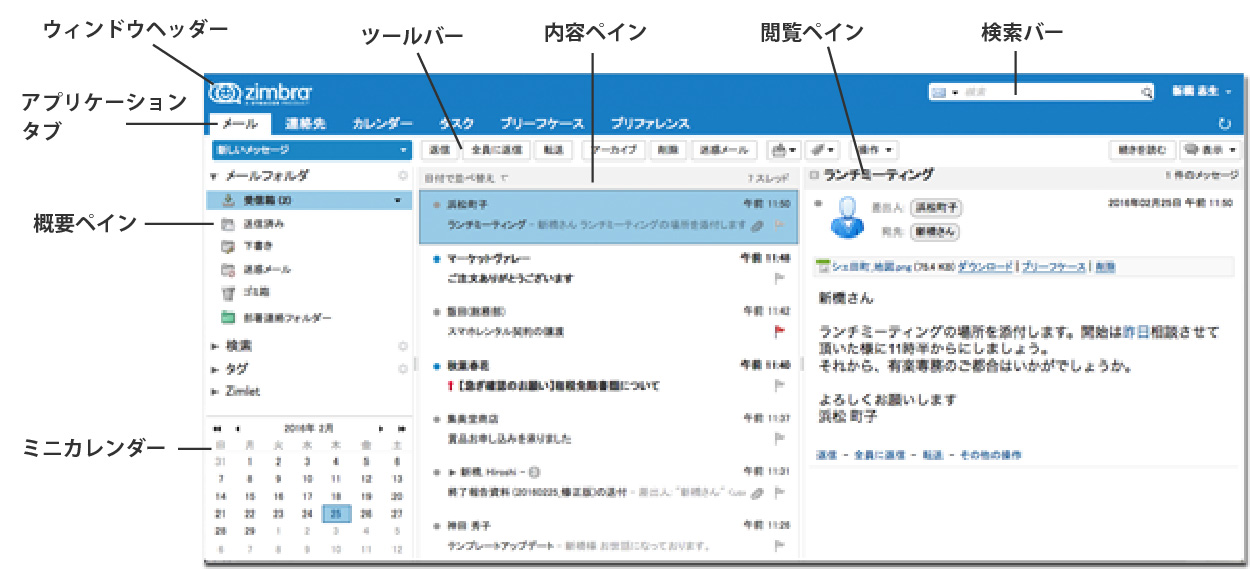 ウィンドウヘッダー
ツールバー
内容ペイン
閲覧ペイン
検索バー
アプリケーション
タブ
概要ペイン
ミニカレンダー
zimbra
検索
新橋 志生
メール 連絡先 カレンダー タスク ブリーフケース プリファレンス
新しいメッセージ
返信 全員に返信 転送 アーカイブ 削除 迷惑メール 操作 続きを読む 表示
メールフォルダ
受信箱 (2)
送信済み
下書き
迷惑メール
ゴミ箱
部署連絡フォルダー
検索
タグ
Zimlet
2016年 2月
日 月 火 水 木 金 土
31 1 2 3 4 5 6
7 8 9 10 11 12 13
14 15 16 17 18 19 20
21 22 23 24 25 26 27
28 29 1 2 3 4 5
6 7 8 9 10 11 12
日付で並べ替え 7 スレッド
浜松町子 午前 11:50
ランチミーティング - 新橋さん ランチミーティングの場所を添付します
マーケットヴァレー 午前 11:48
ご注文ありがとうございます
飯田(総務部) 午前 11:42
スマホレンタル契約の稟議
秋葉春花 午前 11:40
【急ぎ確認のお願い】租税免除書類について
集英堂商店 午前 11:37
賞品お申し込みを承りました
新橋, Hiroshi - 午前 11:31
終了報告資料 (20160225_修正版)の送付 - 差出人: "新橋さん"
神田 秀子 午前 11:26
テンプレートアップデート - 新橋様 お世話になっております。
ランチミーティング 1 件のメッセージ
差出人: 浜松町子 2016年02月25日 午前 11:50
宛先: 新橋さん
地図.png (75.4 KB) ダウンロード | ブリーフケース | 削除
新橋さん
ランチミーティングの場所を添付します。開始は昨日相談させて
頂いた様に11時半からにしましょう。
それから、有楽専務のご都合はいかがでしょうか。
よろしくお願いします
浜松 町子
返信 - 全員に返信 - 転送 - その他の操作